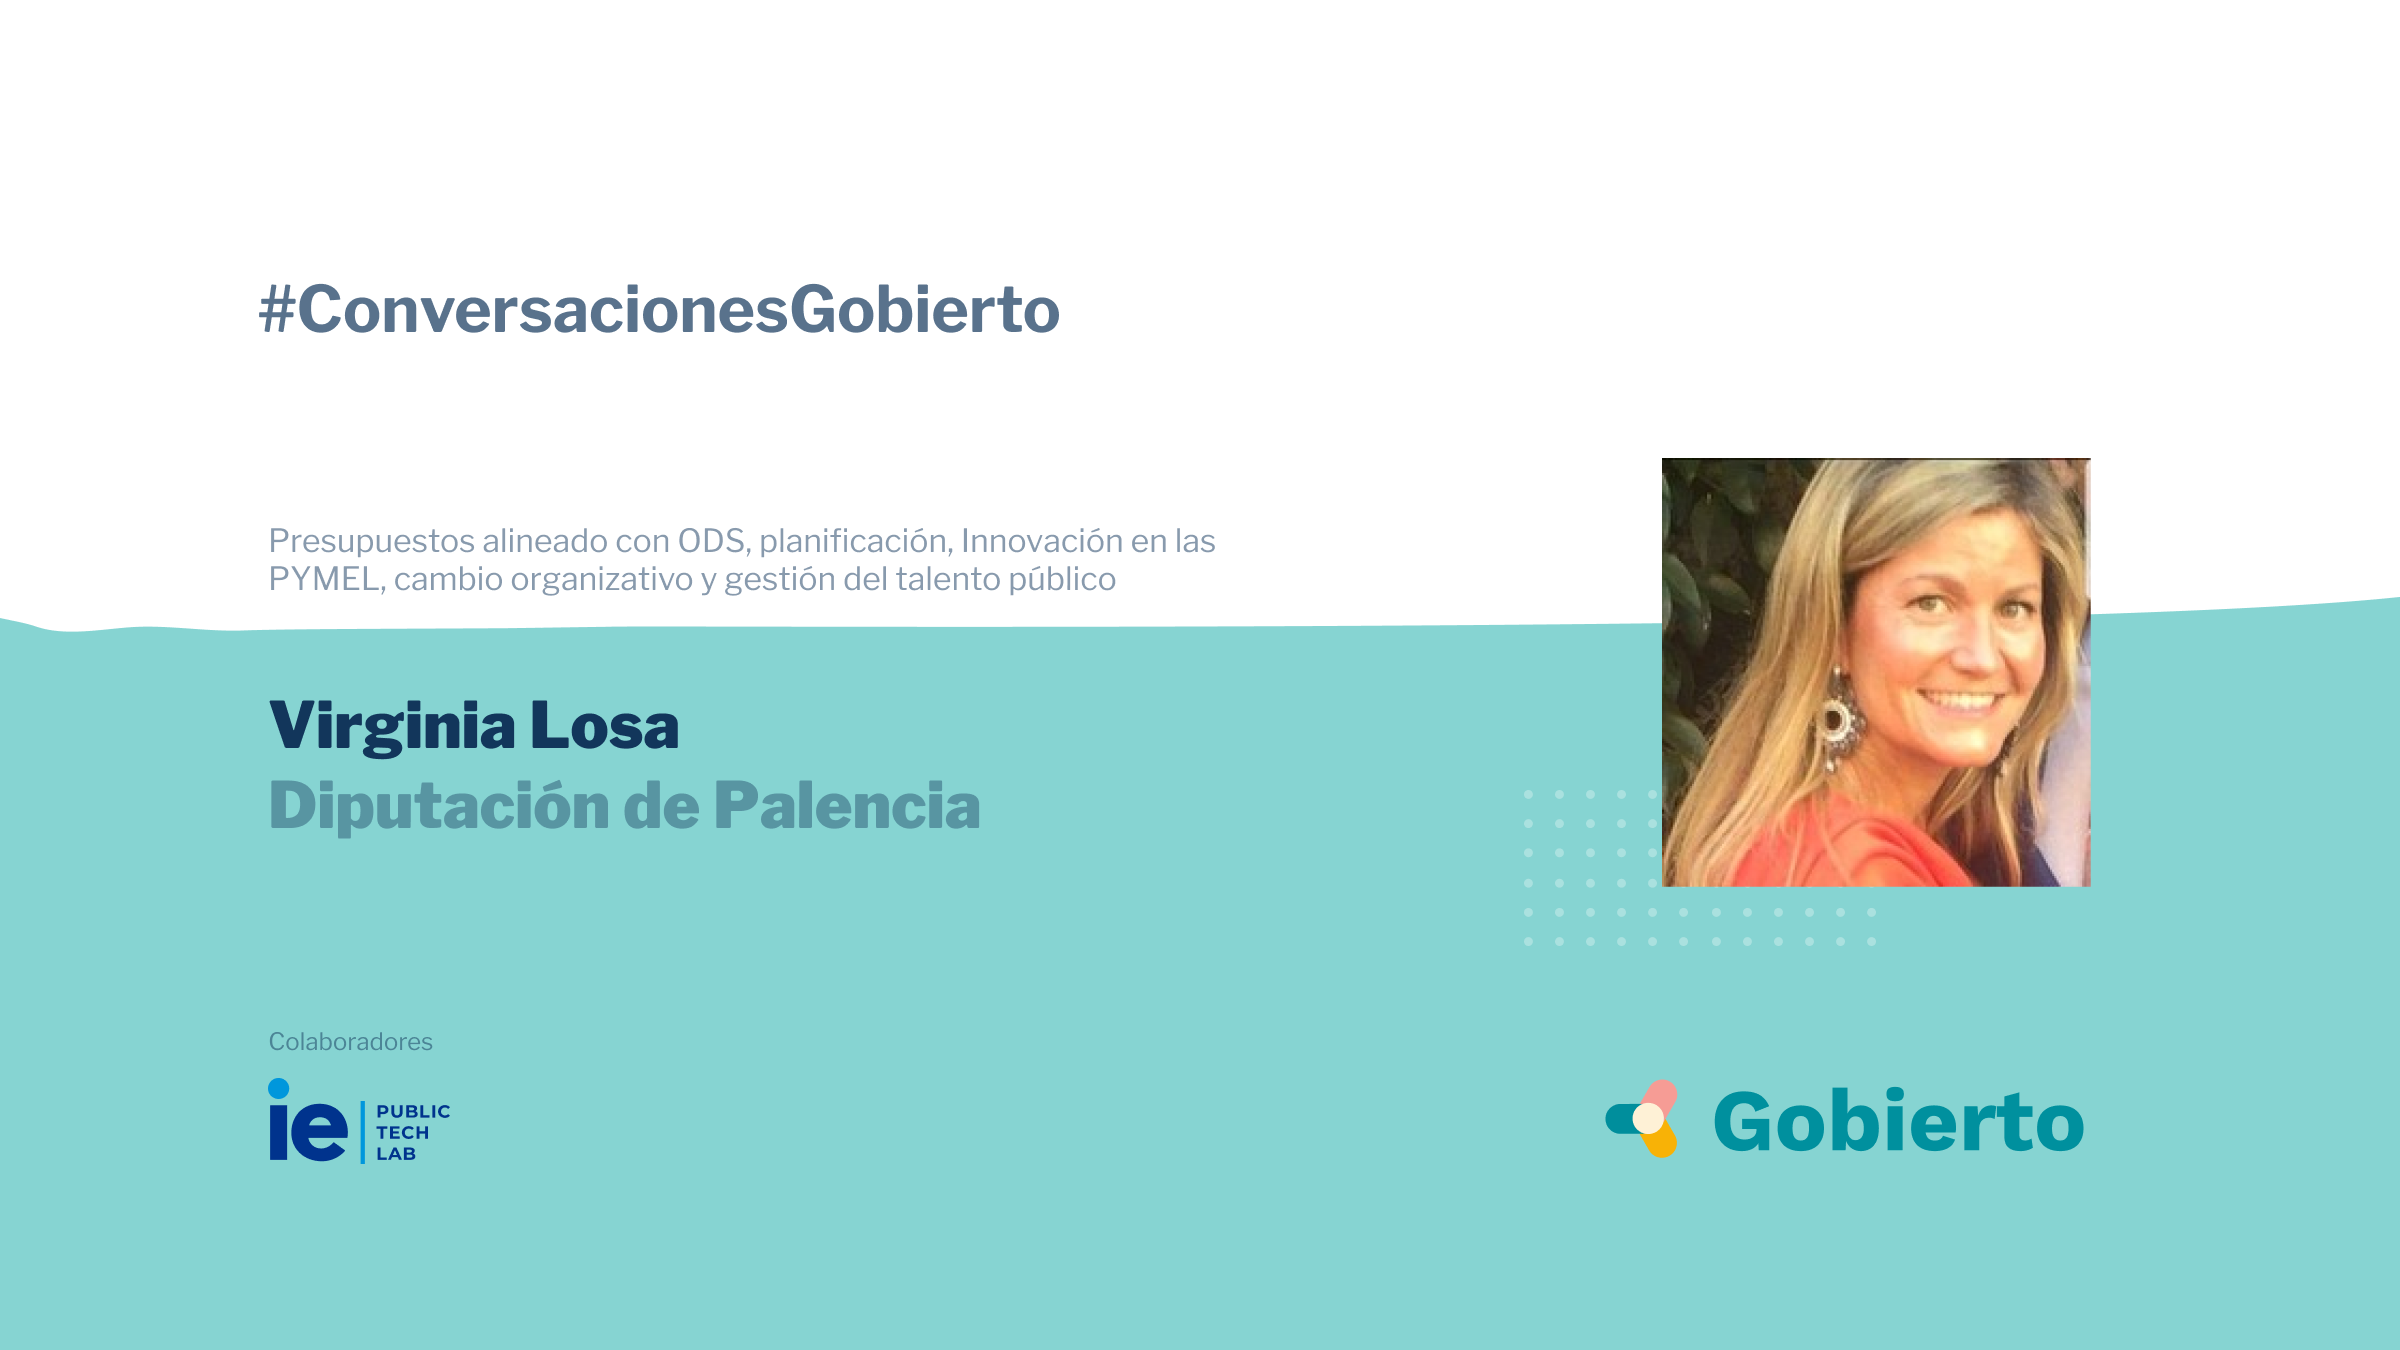 #ConversacionesGobierto
Presupuestos alineado con ODS, planificación, Innovación en las
PYMEL, cambio organizativo y gestión del talento público
Virginia Losa
Diputación de Palencia
Colaboradores
ie
PUBLIC
TECH
LAB
Gobierto